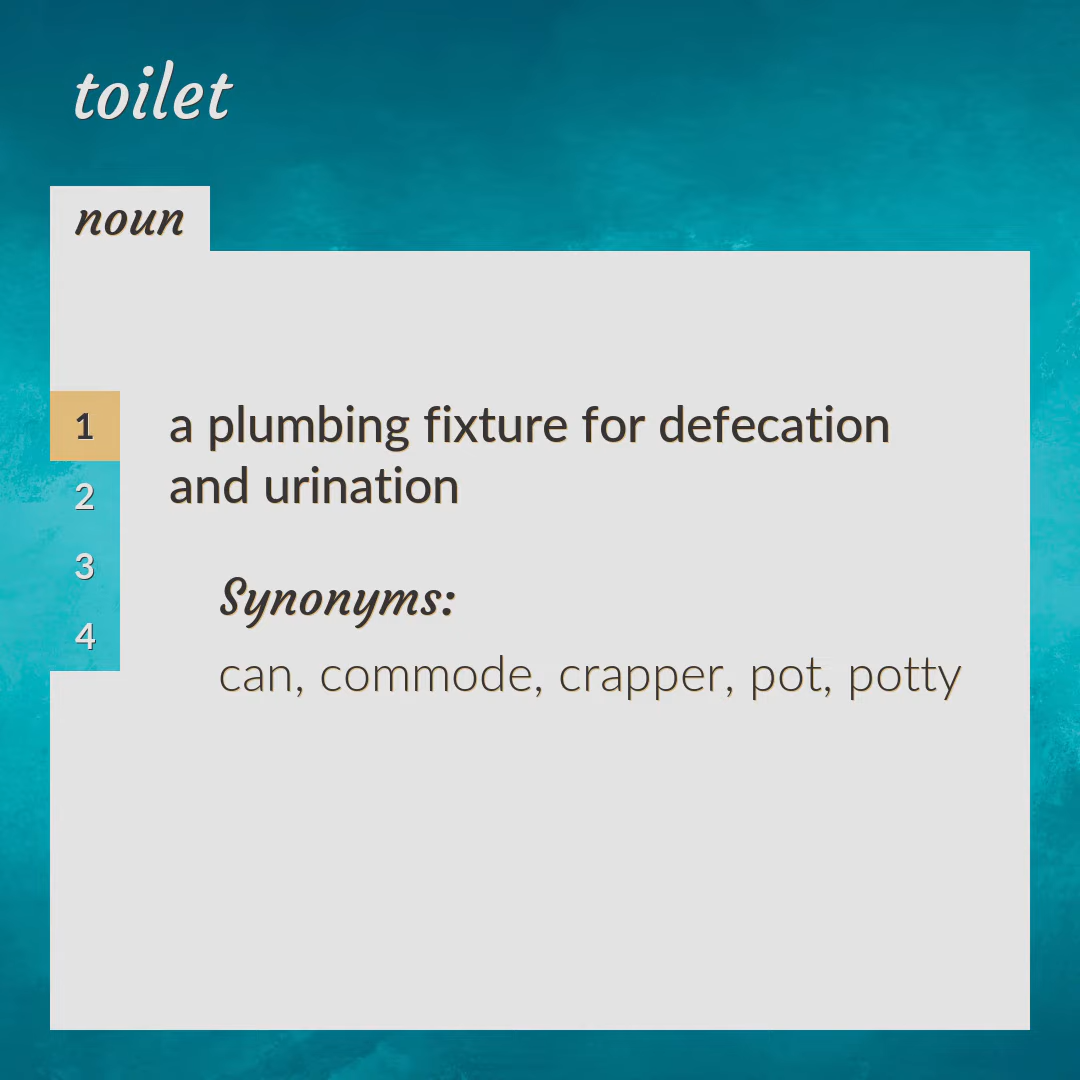 toilet
noun
1
a plumbing fixture for defecation
and urination
2
3
4
Synonyms:
can, commode, crapper, pot, potty